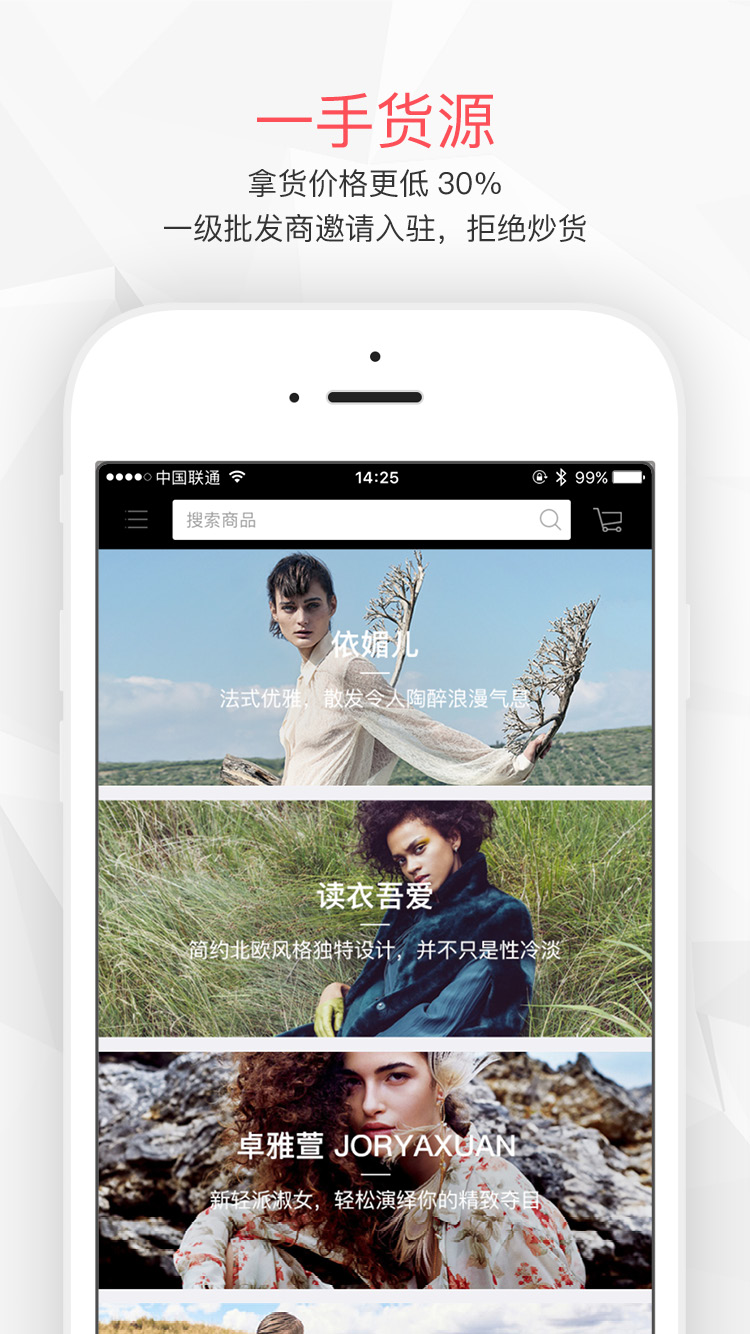 一手货源
拿货价格更低 30%
一级批发商邀请入驻，拒绝炒货
中国联通 14:25 99%
搜索商品
依媚儿
法式优雅，散发令人陶醉浪漫气息
读衣吾爱
简约北欧风格独特设计，并不只是性冷淡
卓雅萱 JORYAXUAN
新轻派淑女，轻松演绎你的精致夺目